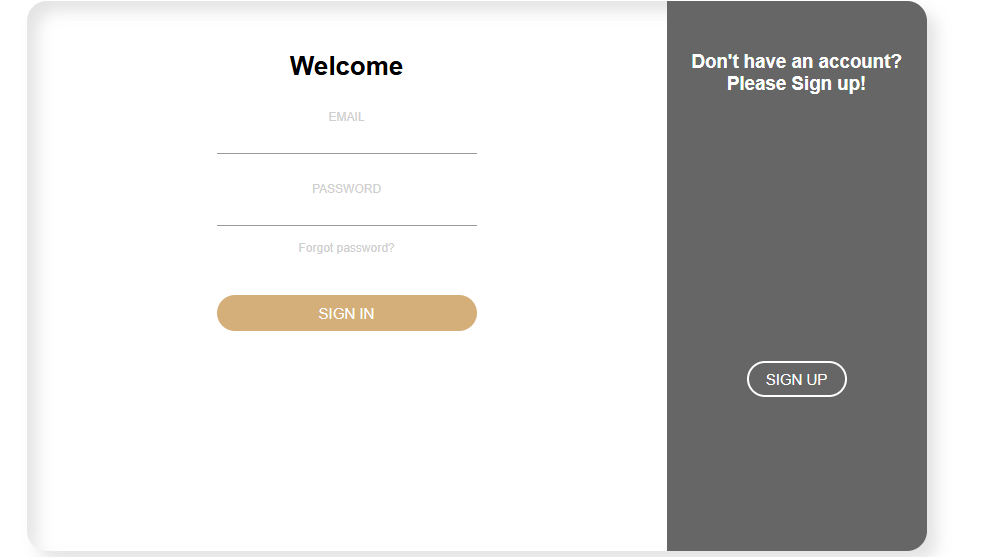 Welcome
EMAIL
PASSWORD
Forgot password?
SIGN IN
Don't have an account?
Please Sign up!
SIGN UP